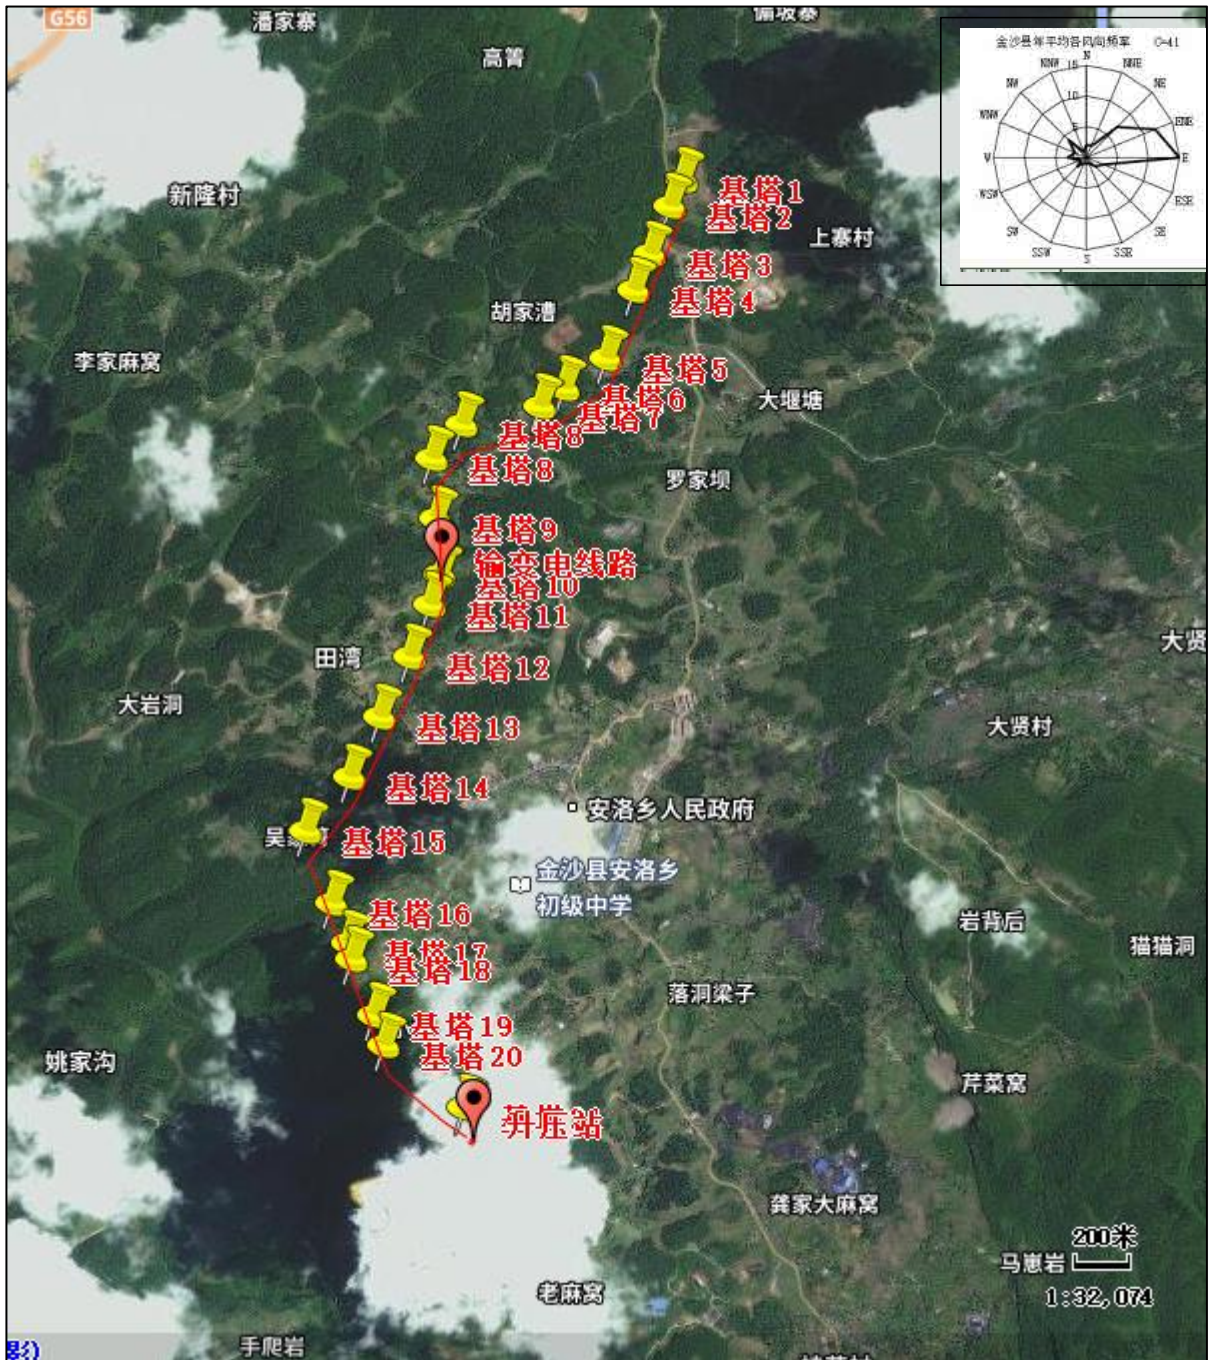 G56
潘家寨
偏坡寨
高箐
金沙县年平均各风向频率 C=41
N
NNW 15 NNE
NW NE
10
WNW ENE
5
W E
WSW ESE
SW SE
SSW SSE
S
新隆村
基塔1
基塔2
上寨村
基塔3
基塔4
胡家漕
李家麻窝
基塔5
大堰塘
基塔6
基塔7
基塔8
基塔8
罗家坝
基塔9
输变电线路
基塔10
基塔11
大贤
田湾
基塔12
大岩洞
基塔13
大贤村
基塔14
安洛乡人民政府
基塔15
金沙县安洛乡
初级中学
基塔16
岩背后
基塔17
猫猫洞
基塔18
落洞梁子
基塔19
基塔20
姚家沟
芹菜窝
升压站
龚家大麻窝
200米
马崽岩
1:32,074
老麻窝
手爬岩
影)